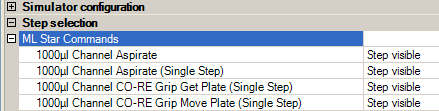 Simulator configuration
Step selection
ML Star Commands
1000µl Channel Aspirate Step visible
1000µl Channel Aspirate (Single Step) Step visible
1000µl Channel CO-RE Grip Get Plate (Single Step) Step visible
1000µl Channel CO-RE Grip Move Plate (Single Step) Step visible